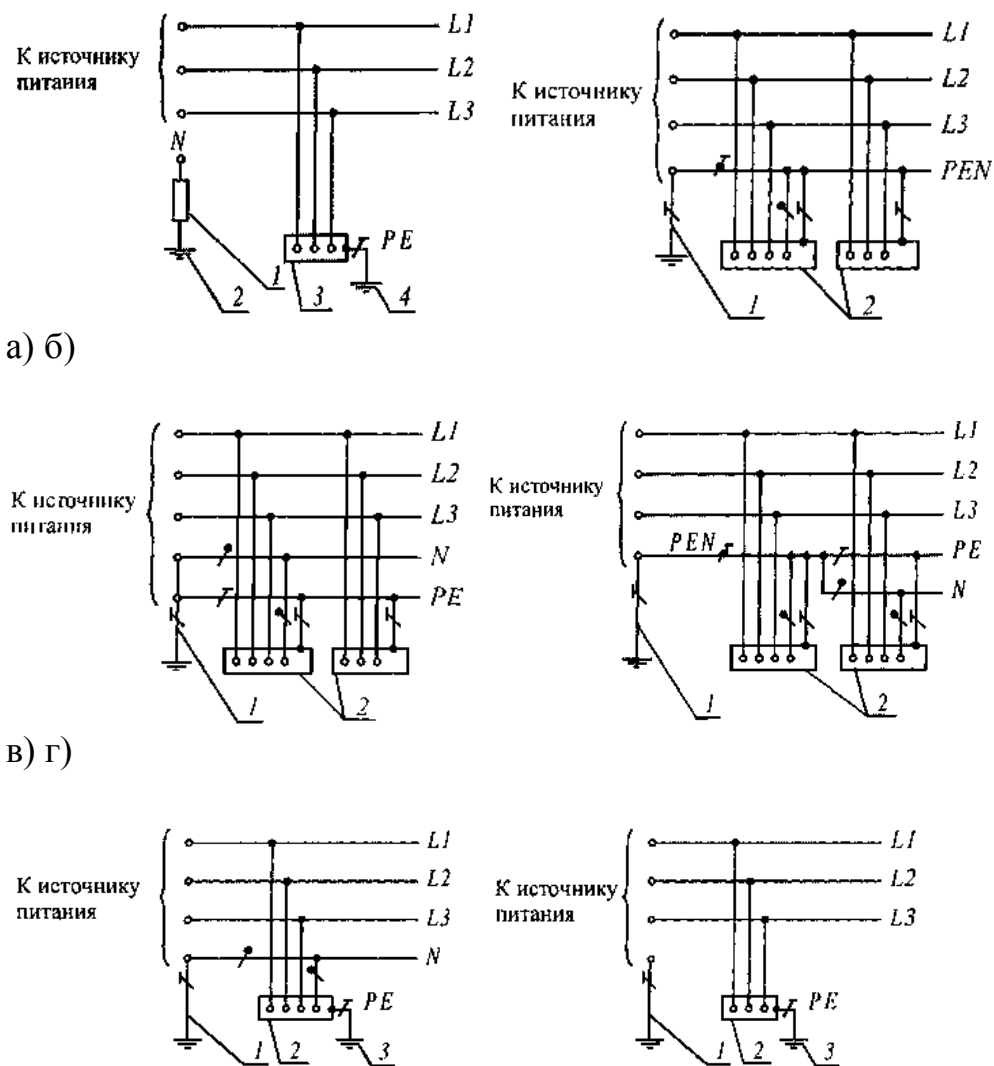 К источнику
питания
L1
L2
L3
N
PE
1
2
3
4
К источнику
питания
L1
L2
L3
PEN
1
2
а) б)
К источнику
питания
L1
L2
L3
N
PE
1
2
К источнику
питания
L1
L2
L3
PEN
PE
N
1
2
в) г)
К источнику
питания
L1
L2
L3
N
PE
1
2
3
К источнику
питания
L1
L2
L3
PE
1
2
3